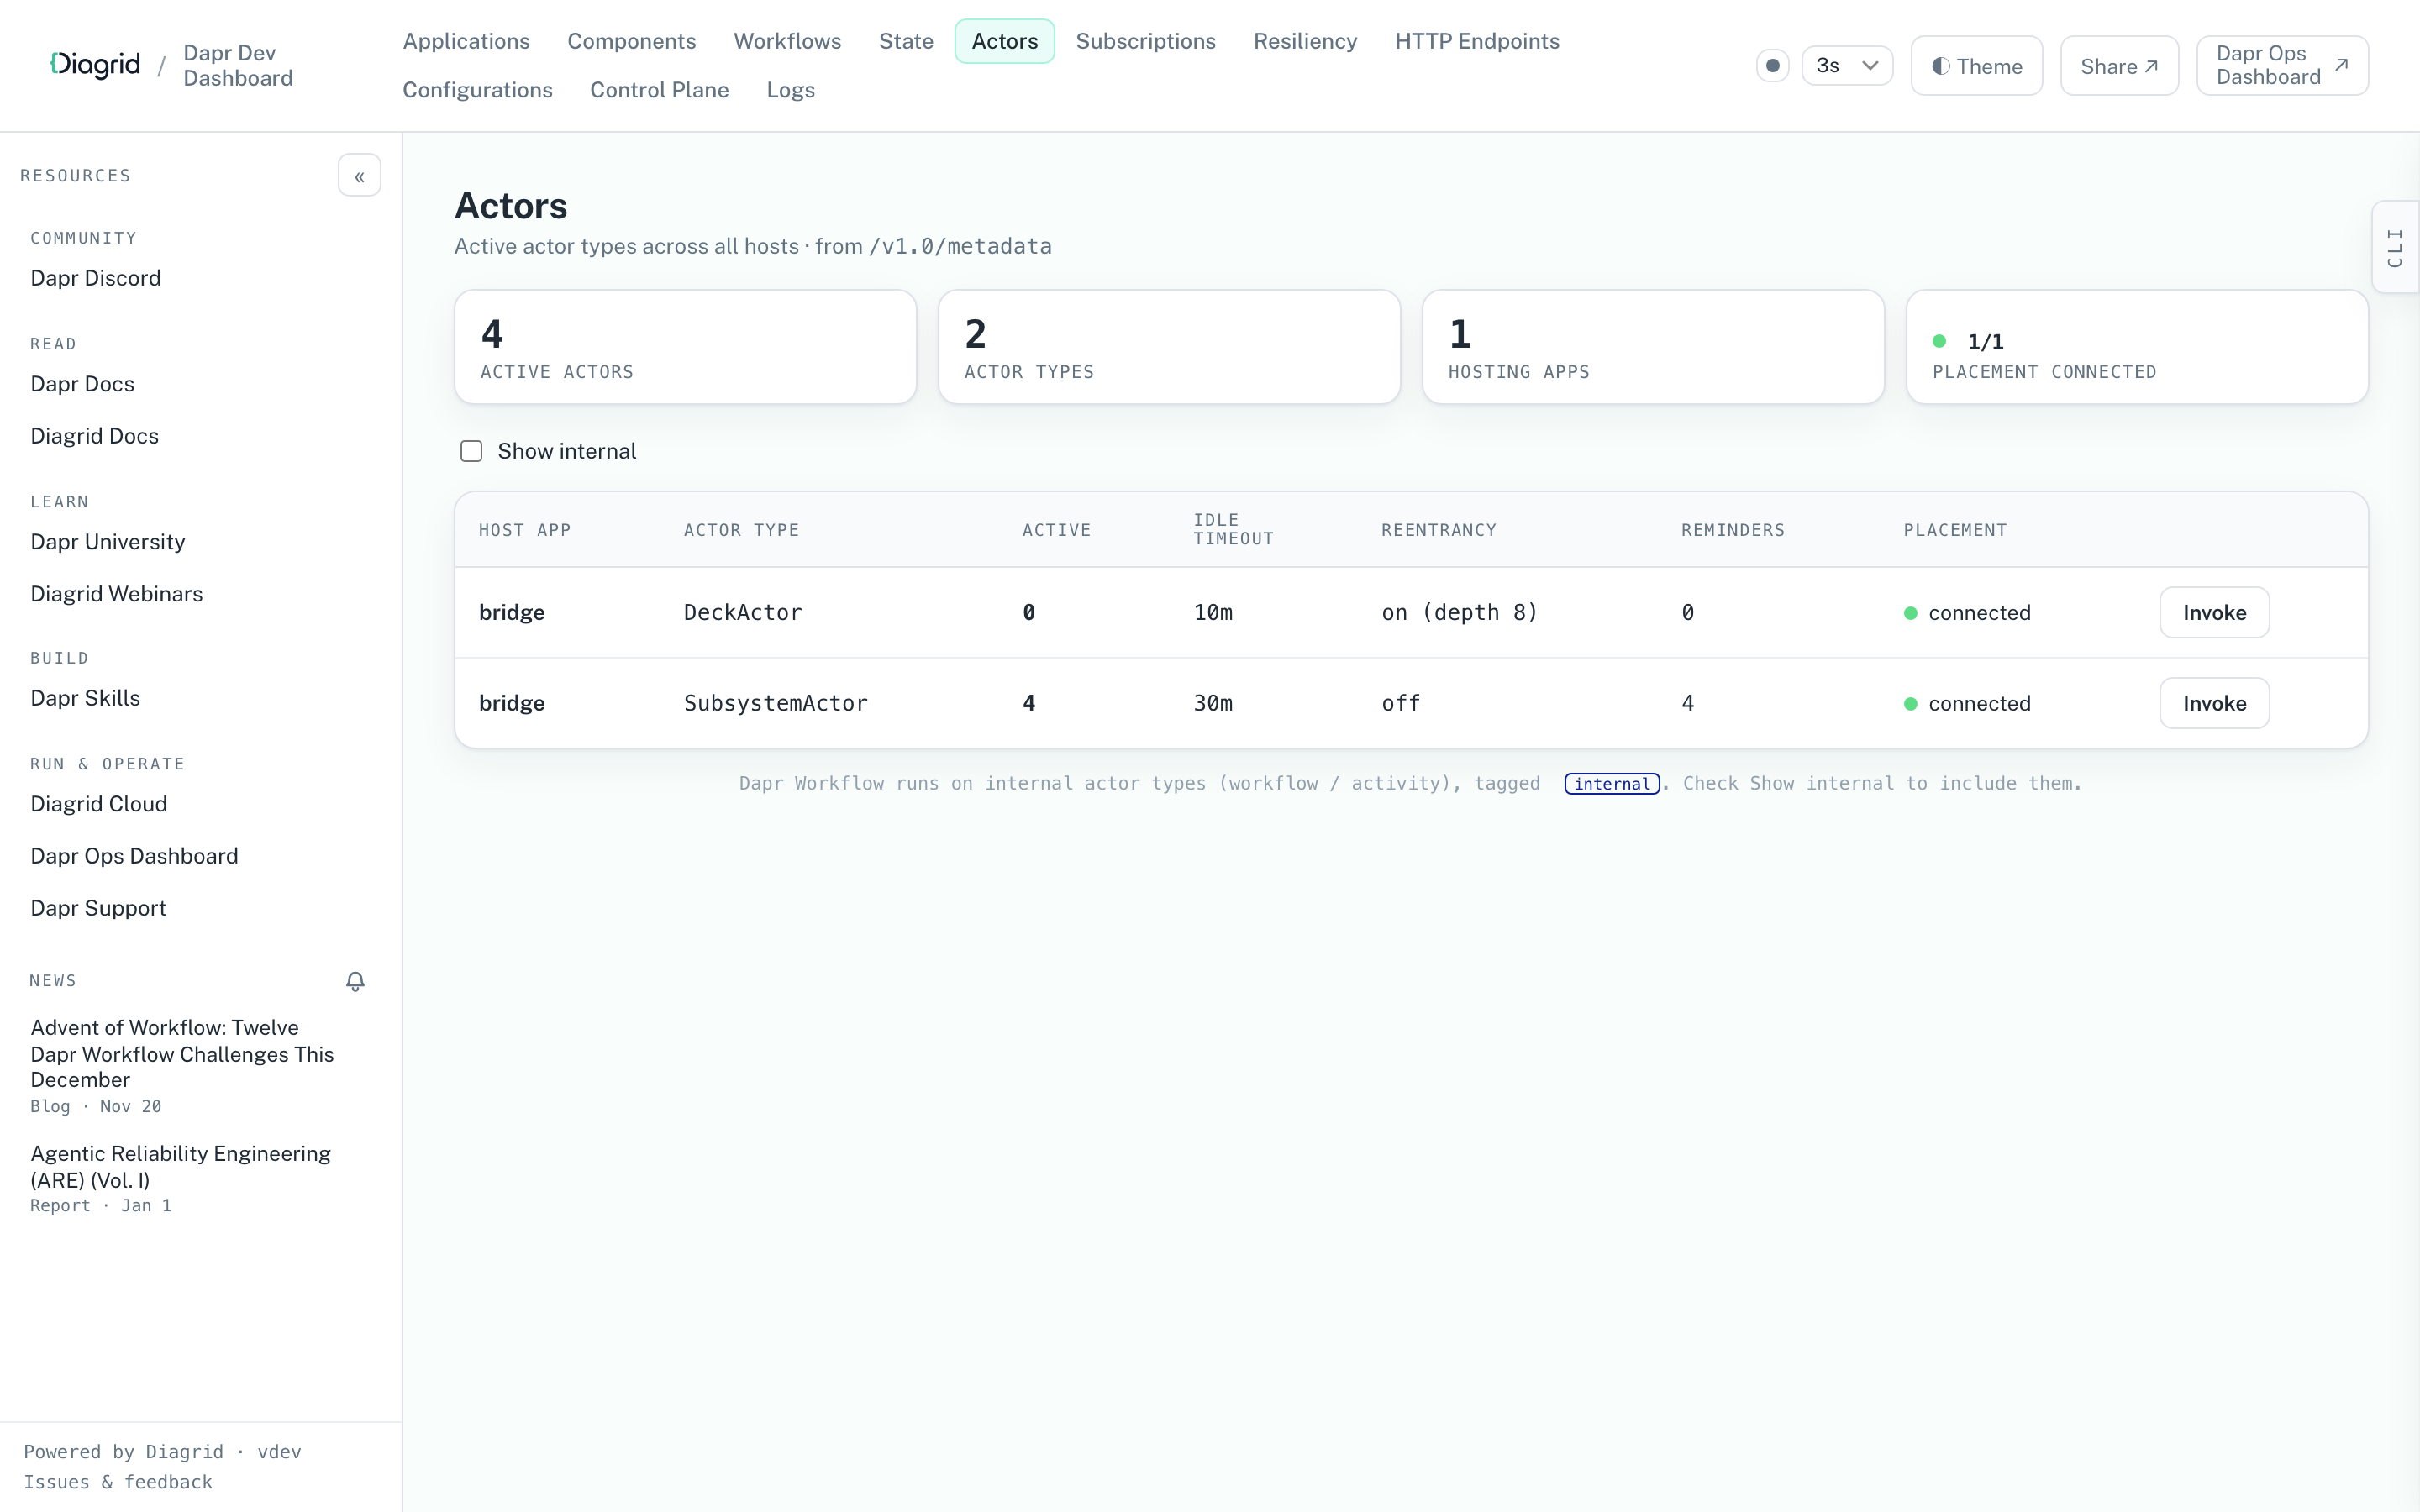 Diagrid / Dapr Dev Dashboard
Applications Components Workflows State Actors Subscriptions Resiliency HTTP Endpoints
Configurations Control Plane Logs
3s
Theme
Share ↗
Dapr Ops Dashboard ↗
RESOURCES «
COMMUNITY
Dapr Discord
READ
Dapr Docs
Diagrid Docs
LEARN
Dapr University
Diagrid Webinars
BUILD
Dapr Skills
RUN & OPERATE
Diagrid Cloud
Dapr Ops Dashboard
Dapr Support
NEWS
Advent of Workflow: Twelve
Dapr Workflow Challenges This
December
Blog · Nov 20
Agentic Reliability Engineering
(ARE) (Vol. I)
Report · Jan 1
Powered by Diagrid · vdev
Issues & feedback
Actors
Active actor types across all hosts · from /v1.0/metadata
CLI
4
ACTIVE ACTORS
2
ACTOR TYPES
1
HOSTING APPS
1/1
PLACEMENT CONNECTED
Show internal
HOST APP ACTOR TYPE ACTIVE IDLE TIMEOUT REENTRANCY REMINDERS PLACEMENT
bridge DeckActor 0 10m on (depth 8) 0 connected Invoke
bridge SubsystemActor 4 30m off 4 connected Invoke
Dapr Workflow runs on internal actor types (workflow / activity), tagged internal. Check Show internal to include them.